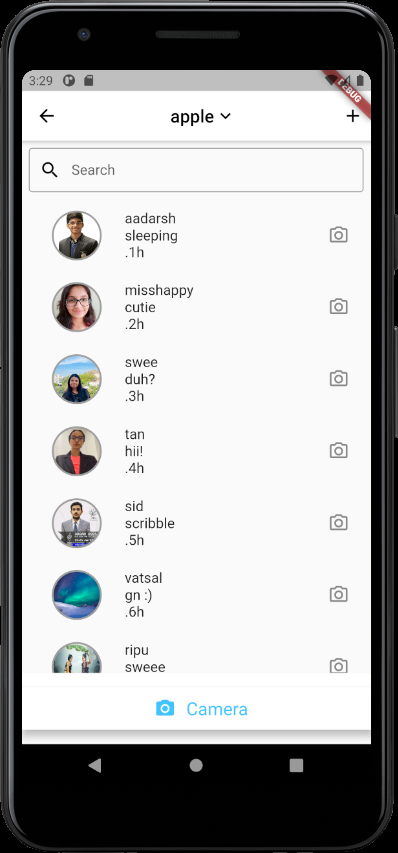 3:29
DEBUG
apple
Search
aadarsh
sleeping
.1h
misshappy
cutie
.2h
swee
duh?
.3h
tan
hii!
.4h
sid
scribble
.5h
vatsal
gn :)
.6h
ripu
sweee
Camera